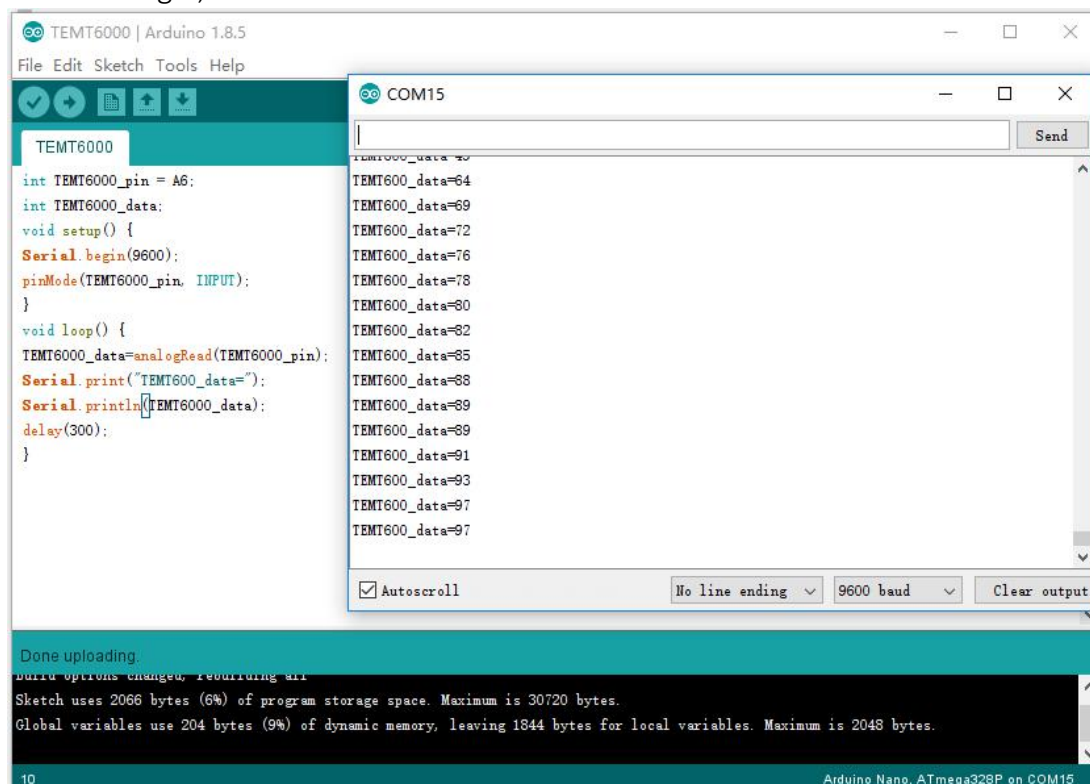 TEMT6000 | Arduino 1.8.5
File Edit Sketch Tools Help
TEMT6000
int TEMT6000_pin = A6;
int TEMT6000_data;
void setup() {
Serial.begin(9600);
pinMode(TEMT6000_pin, INPUT);
}
void loop() {
TEMT6000_data=analogRead(TEMT6000_pin);
Serial.print("TEMT600_data=");
Serial.println(TEMT6000_data);
delay(300);
}
COM15
Send
TEMT600_data=64
TEMT600_data=69
TEMT600_data=72
TEMT600_data=76
TEMT600_data=78
TEMT600_data=80
TEMT600_data=82
TEMT600_data=85
TEMT600_data=88
TEMT600_data=89
TEMT600_data=89
TEMT600_data=91
TEMT600_data=93
TEMT600_data=97
TEMT600_data=97
Autoscroll
No line ending
9600 baud
Clear output
Done uploading.
Build options changed, rebuilding all
Sketch uses 2066 bytes (6%) of program storage space. Maximum is 30720 bytes.
Global variables use 204 bytes (9%) of dynamic memory, leaving 1844 bytes for local variables. Maximum is 2048 bytes.
10
Arduino Nano, ATmega328P on COM15